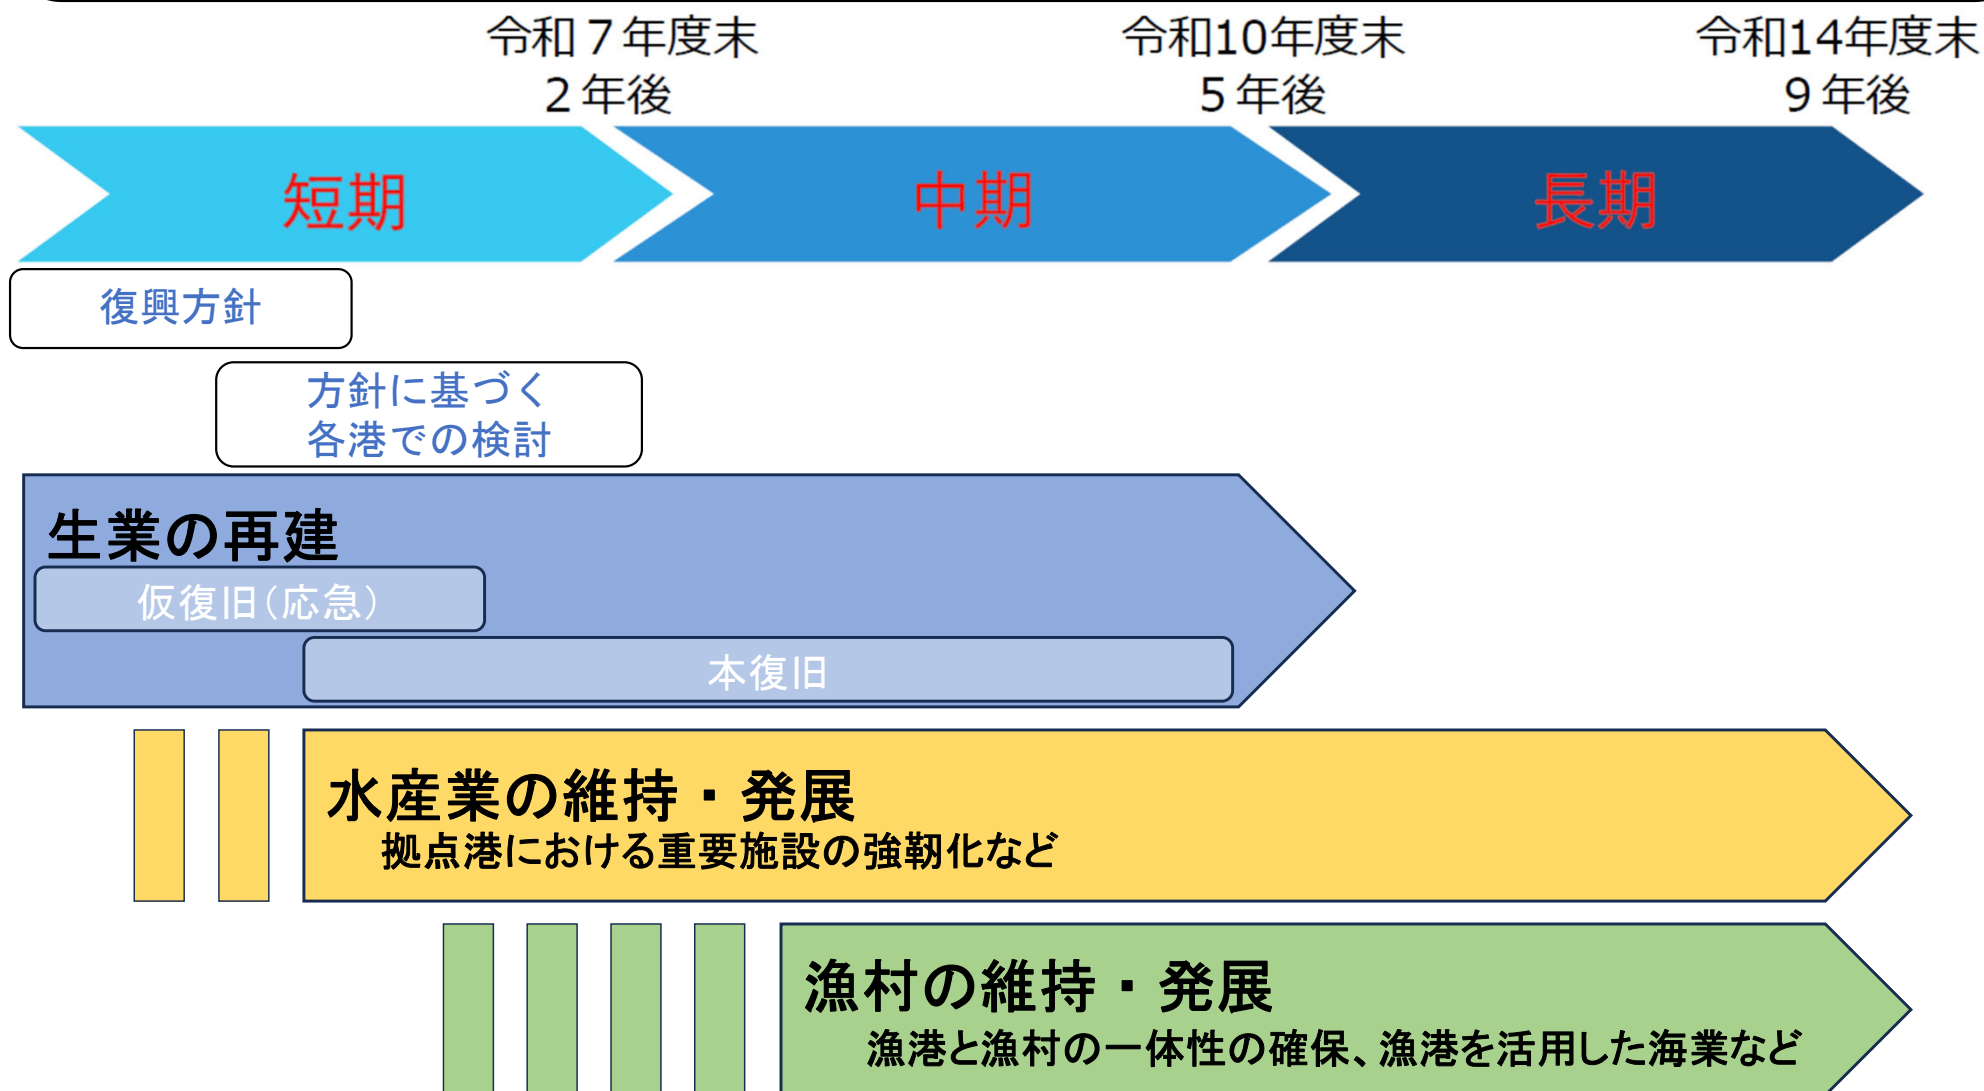 令和７年度末
２年後
令和10年度末
５年後
令和14年度末
９年後
短期
中期
長期
復興方針
方針に基づく
各港での検討
生業の再建
仮復旧（応急）
本復旧
水産業の維持・発展
拠点港における重要施設の強靭化など
漁村の維持・発展
漁港と漁村の一体性の確保、漁港を活用した海業など